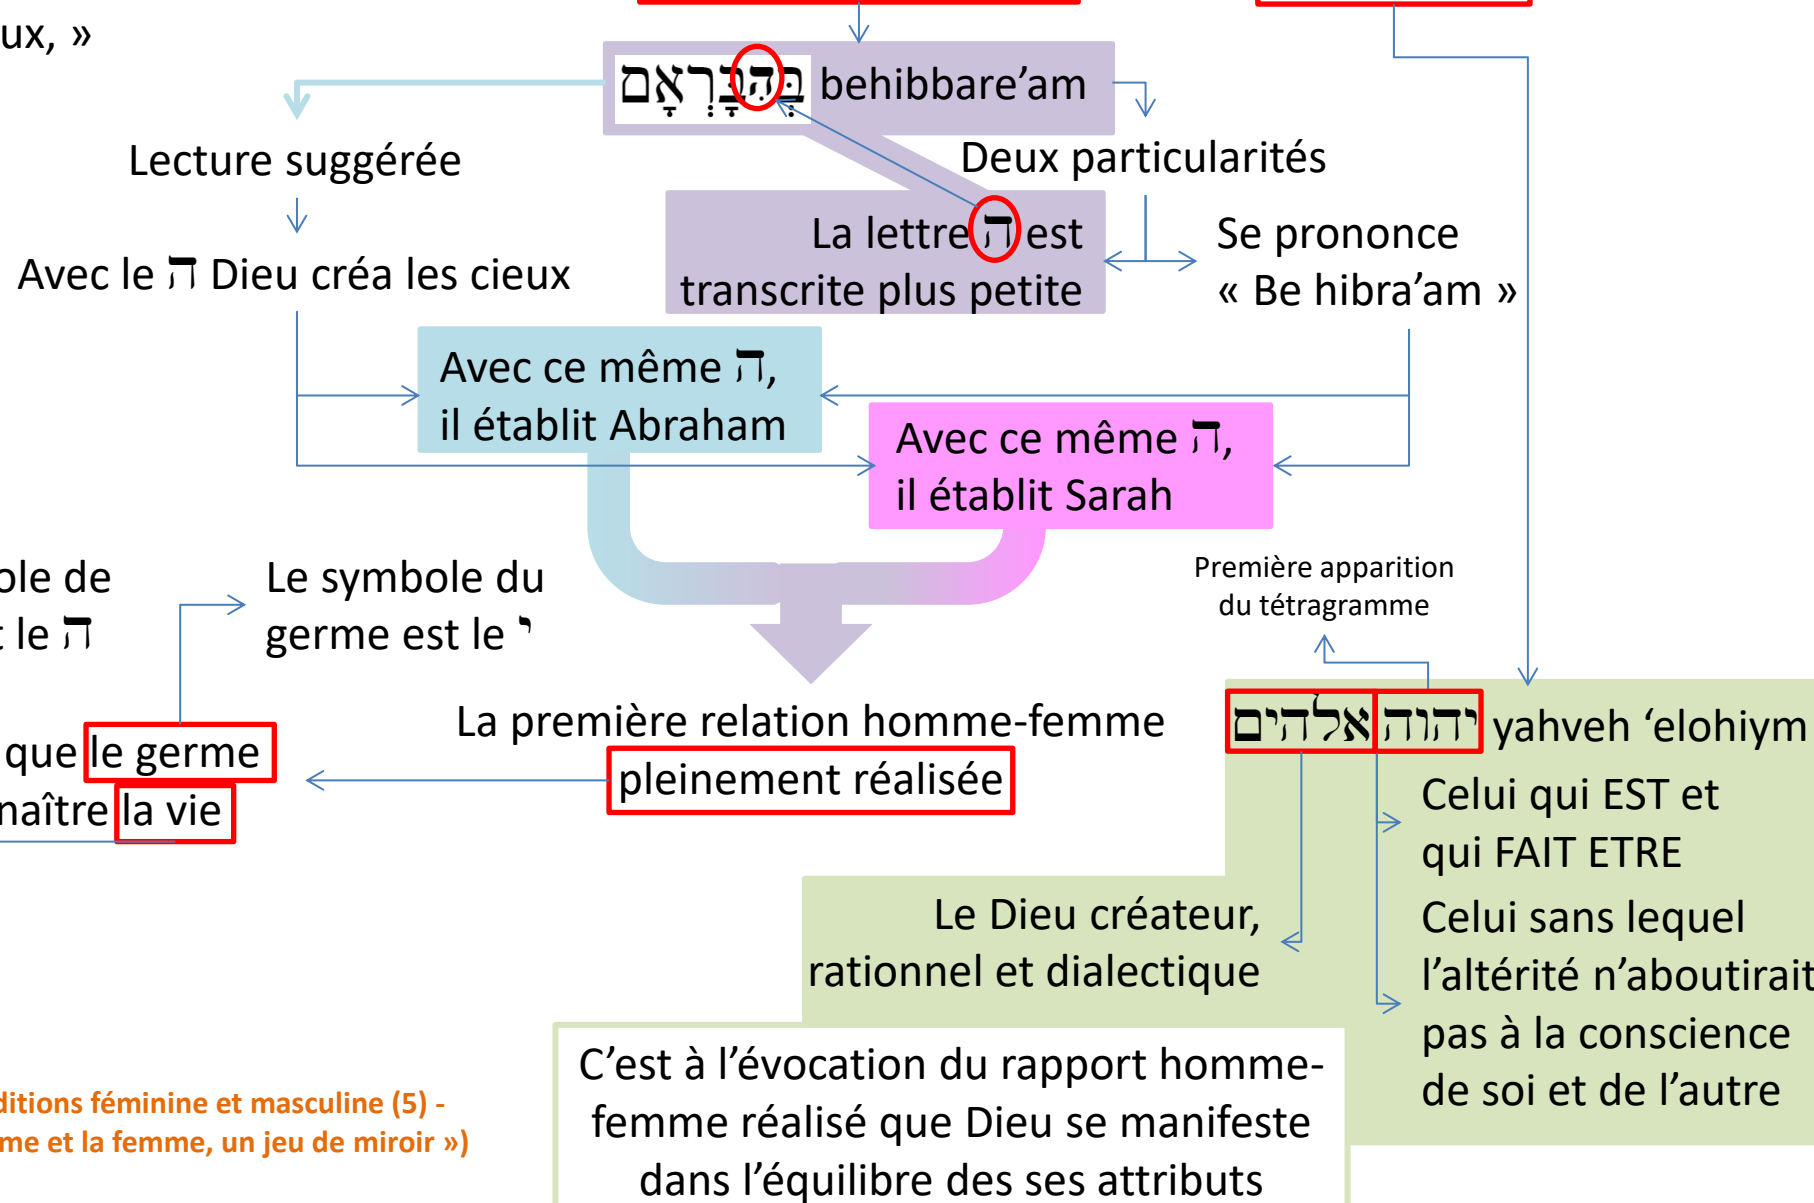 ux, »
בְּהִבָּרְאָם behibbare’am
Lecture suggérée
Deux particularités
Avec le ה Dieu créa les cieux
La lettre ה est
transcrite plus petite
Se prononce
« Be hibra’am »
Avec ce même ה,
il établit Abraham
Avec ce même ה,
il établit Sarah
ole de
t le ה
Le symbole du
germe est le י
Première apparition
du tétragramme
que le germe
naître la vie
La première relation homme-femme
pleinement réalisée
יהוה אלהים yahveh ‘elohiym
Celui qui EST et
qui FAIT ETRE
Celui sans lequel
l’altérité n’aboutirait
pas à la conscience
de soi et de l’autre
Le Dieu créateur,
rationnel et dialectique
C’est à l’évocation du rapport homme-
femme réalisé que Dieu se manifeste
dans l’équilibre des ses attributs
ditions féminine et masculine (5) -
me et la femme, un jeu de miroir »)